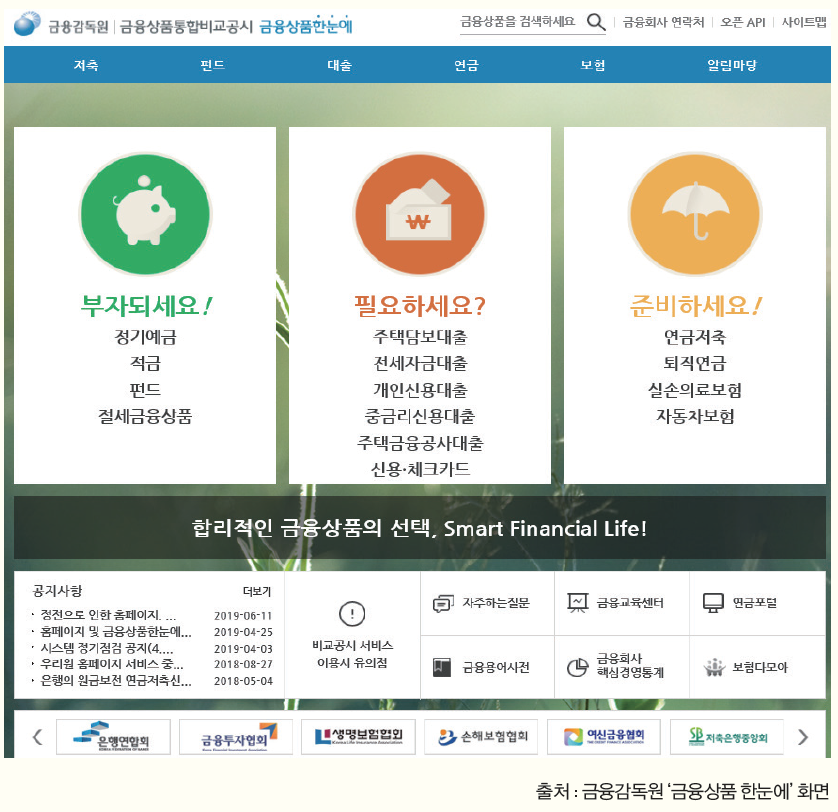 금융감독원 | 금융상품통합비교공시 금융상품한눈에
금융상품을 검색하세요 | 금융회사 연락처 | 오픈 API | 사이트맵
저축 펀드 대출 연금 보험 알림마당
부자되세요!
정기예금
적금
펀드
절세금융상품
필요하세요?
주택담보대출
전세자금대출
개인신용대출
중금리신용대출
주택금융공사대출
신용·체크카드
준비하세요!
연금저축
퇴직연금
실손의료보험
자동차보험
합리적인 금융상품의 선택, Smart Financial Life!
공지사항 더보기
· 정전으로 인한 홈페이지. ... 2019-06-11
· 홈페이지 및 금융상품한눈에... 2019-04-25
· 시스템 정기점검 공지(4.... 2019-04-03
· 우리원 홈페이지 서비스 중... 2018-08-27
· 은행의 원금보전 연금저축신... 2018-05-04
비교공시 서비스
이용시 유의점
자주하는질문
금융교육센터
연금포털
금융용어사전
금융회사
핵심경영통계
보험다모아
은행연합회
금융투자협회
생명보험협회
손해보험협회
여신금융협회
SB 저축은행중앙회
출처 : 금융감독원 ‘금융상품 한눈에’ 화면